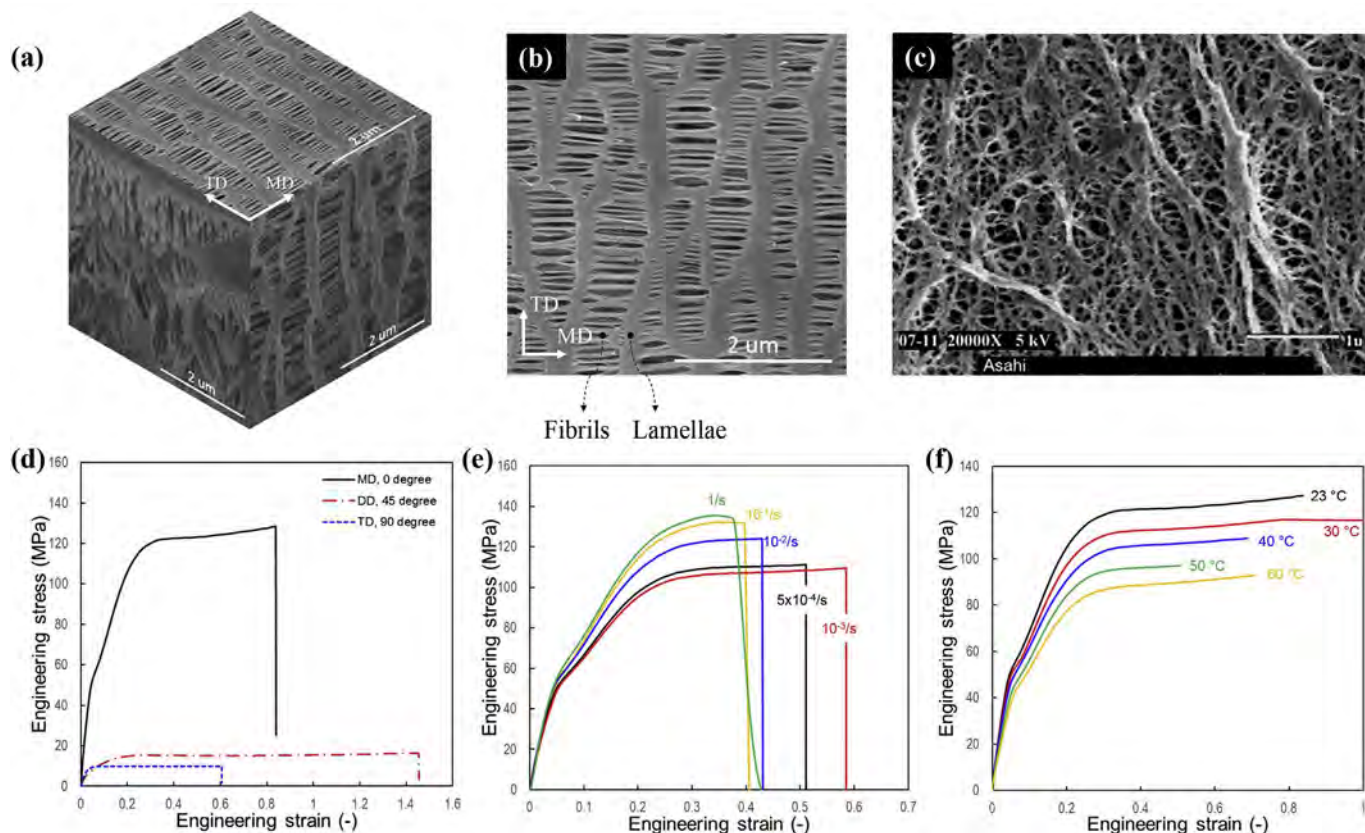 (a)
2 um
TD
MD
2 um
2 um
(b)
TD
MD
2 um
Fibrils
Lamellae
(c)
07-11 20000X 5 kV
1u
Asahi
(d)
Engineering stress (MPa)
160
140
120
100
80
60
40
20
0
MD, 0 degree
DD, 45 degree
TD, 90 degree
0
0.2
0.4
0.6
0.8
1
1.2
1.4
1.6
Engineering strain (-)
(e)
Engineering stress (MPa)
160
140
120
100
80
60
40
20
0
1/s
10⁻¹/s
10⁻²/s
5x10⁻⁴/s
10⁻³/s
0
0.1
0.2
0.3
0.4
0.5
0.6
0.7
Engineering strain (-)
(f)
Engineering stress (MPa)
140
120
100
80
60
40
20
0
23 °C
30 °C
40 °C
50 °C
60 °C
0
0.2
0.4
0.6
0.8
1
Engineering strain (-)